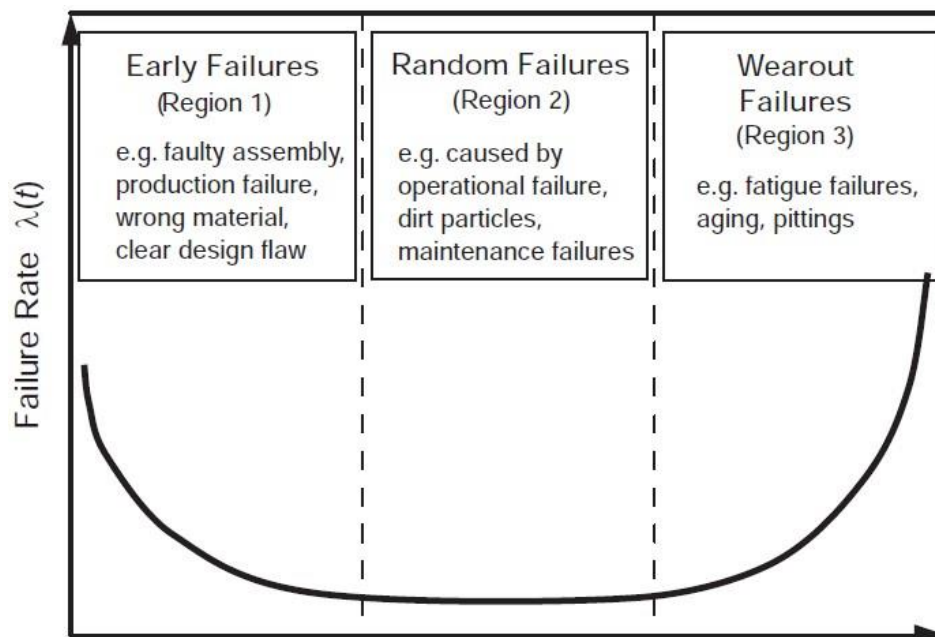 Failure Rate λ(t)
Early Failures
(Region 1)
e.g. faulty assembly,
production failure,
wrong material,
clear design flaw
Random Failures
(Region 2)
e.g. caused by
operational failure,
dirt particles,
maintenance failures
Wearout
Failures
(Region 3)
e.g. fatigue failures,
aging, pittings